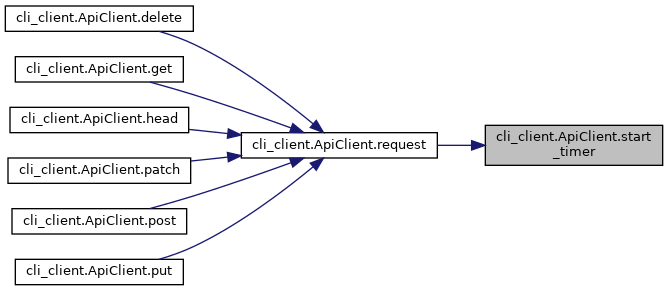 cli_client.ApiClient.delete
cli_client.ApiClient.get
cli_client.ApiClient.head
cli_client.ApiClient.patch
cli_client.ApiClient.post
cli_client.ApiClient.put
cli_client.ApiClient.request
cli_client.ApiClient.start
_timer